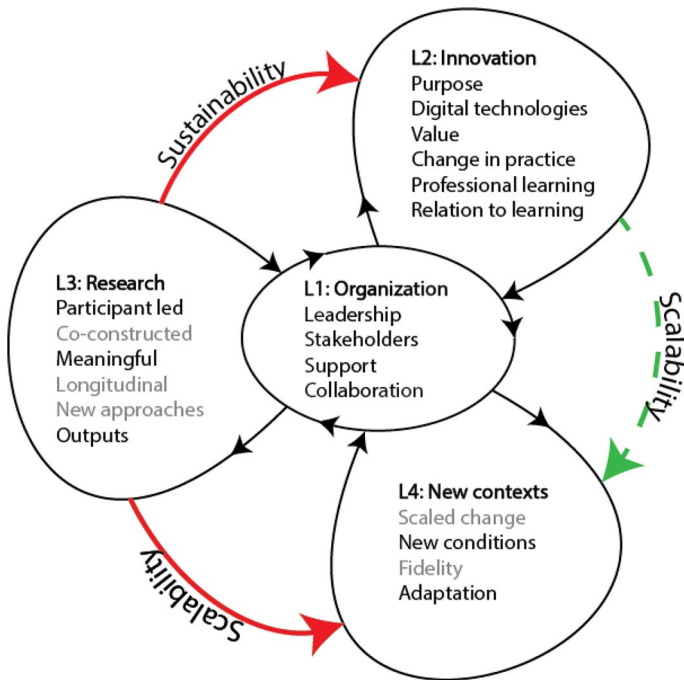 Sustainability
L2: Innovation
Purpose
Digital technologies
Value
Change in practice
Professional learning
Relation to learning
L3: Research
Participant led
Co-constructed
Meaningful
Longitudinal
New approaches
Outputs
L1: Organization
Leadership
Stakeholders
Support
Collaboration
Scalability
L4: New contexts
Scaled change
New conditions
Fidelity
Adaptation
Scalability